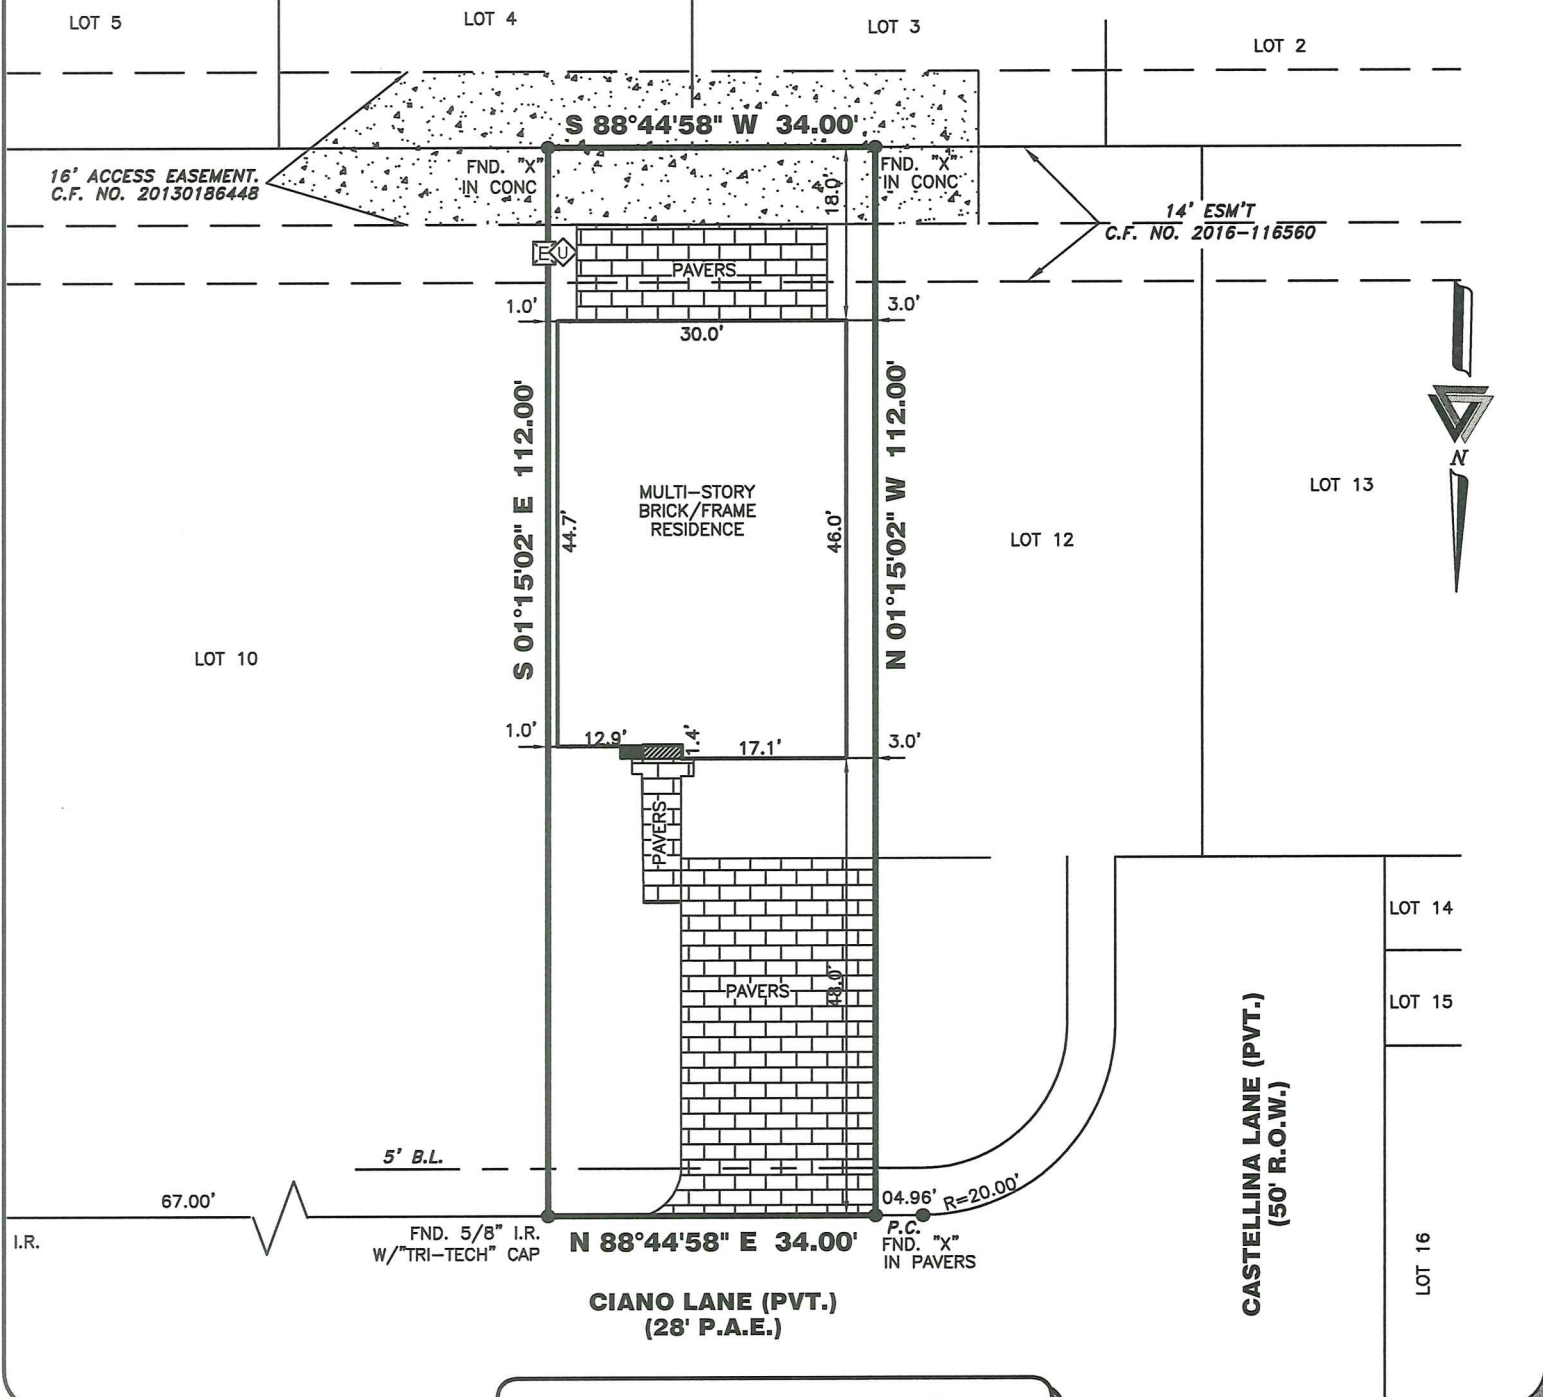 LOT 5
LOT 4
LOT 3
LOT 2
S 88°44'58" W 34.00'
16' ACCESS EASEMENT.
C.F. NO. 20130186448
FND. "X"
IN CONC
FND. "X"
IN CONC
18.0'
14' ESM'T
C.F. NO. 2016-116560
E
U
PAVERS
1.0'
3.0'
30.0'
S 01°15'02" E 112.00'
44.7'
MULTI-STORY
BRICK/FRAME
RESIDENCE
46.0'
N 01°15'02" W 112.00'
LOT 12
LOT 13
N
LOT 10
1.0'
12.9'
1.4'
17.1'
3.0'
PAVERS
PAVERS
48.0'
LOT 14
LOT 15
LOT 16
CASTELLINA LANE (PVT.)
(50' R.O.W.)
5' B.L.
67.00'
I.R.
FND. 5/8" I.R.
W/"TRI-TECH" CAP
N 88°44'58" E 34.00'
04.96'
R=20.00'
P.C.
FND. "X"
IN PAVERS
CIANO LANE (PVT.)
(28' P.A.E.)